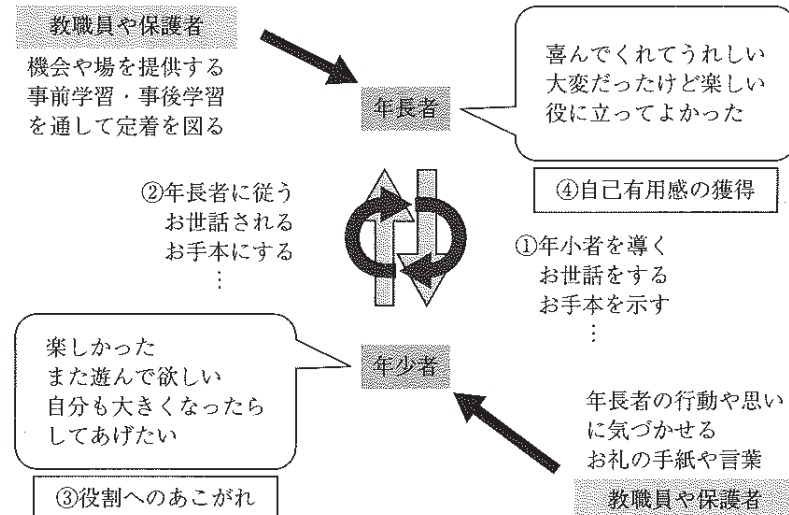 教職員や保護者
機会や場を提供する
事前学習・事後学習
を通して定着を図る
年長者
喜んでくれてうれしい
大変だったけど楽しい
役に立ってよかった
④自己有用感の獲得
②年長者に従う
お世話される
お手本にする
⋮
①年小者を導く
お世話をする
お手本を示す
⋮
楽しかった
また遊んで欲しい
自分も大きくなったら
してあげたい
③役割へのあこがれ
年少者
年長者の行動や思い
に気づかせる
お礼の手紙や言葉
教職員や保護者